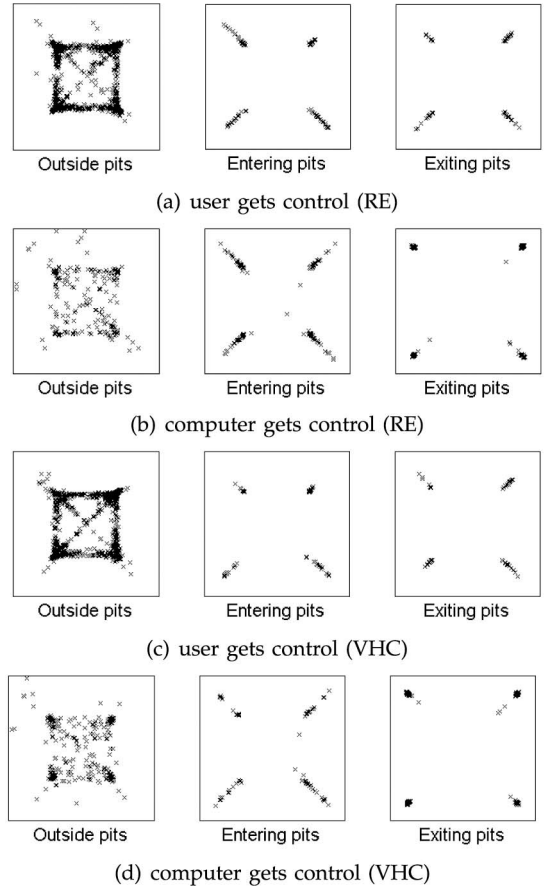 Outside pits Entering pits Exiting pits
(a) user gets control (RE)
Outside pits Entering pits Exiting pits
(b) computer gets control (RE)
Outside pits Entering pits Exiting pits
(c) user gets control (VHC)
Outside pits Entering pits Exiting pits
(d) computer gets control (VHC)